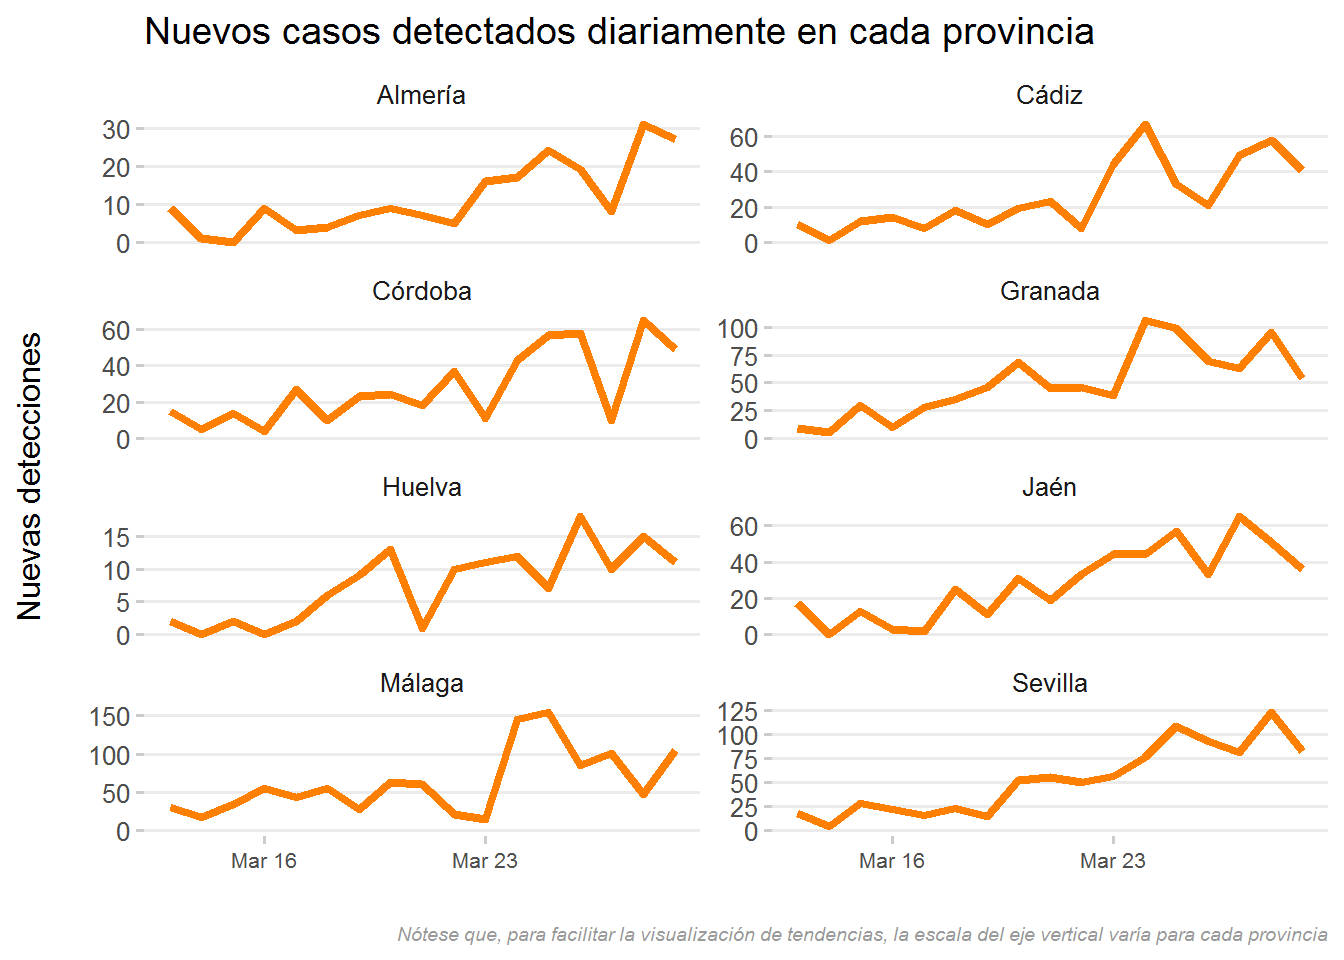 Nuevos casos detectados diariamente en cada provincia
Nuevas detecciones
Almería
30
20
10
0
Cádiz
60
40
20
0
Córdoba
60
40
20
0
Granada
100
75
50
25
0
Huelva
15
10
5
0
Jaén
60
40
20
0
Málaga
150
100
50
0
Mar 16 Mar 23
Sevilla
125
100
75
50
25
0
Mar 16 Mar 23
Nótese que, para facilitar la visualización de tendencias, la escala del eje vertical varía para cada provincia